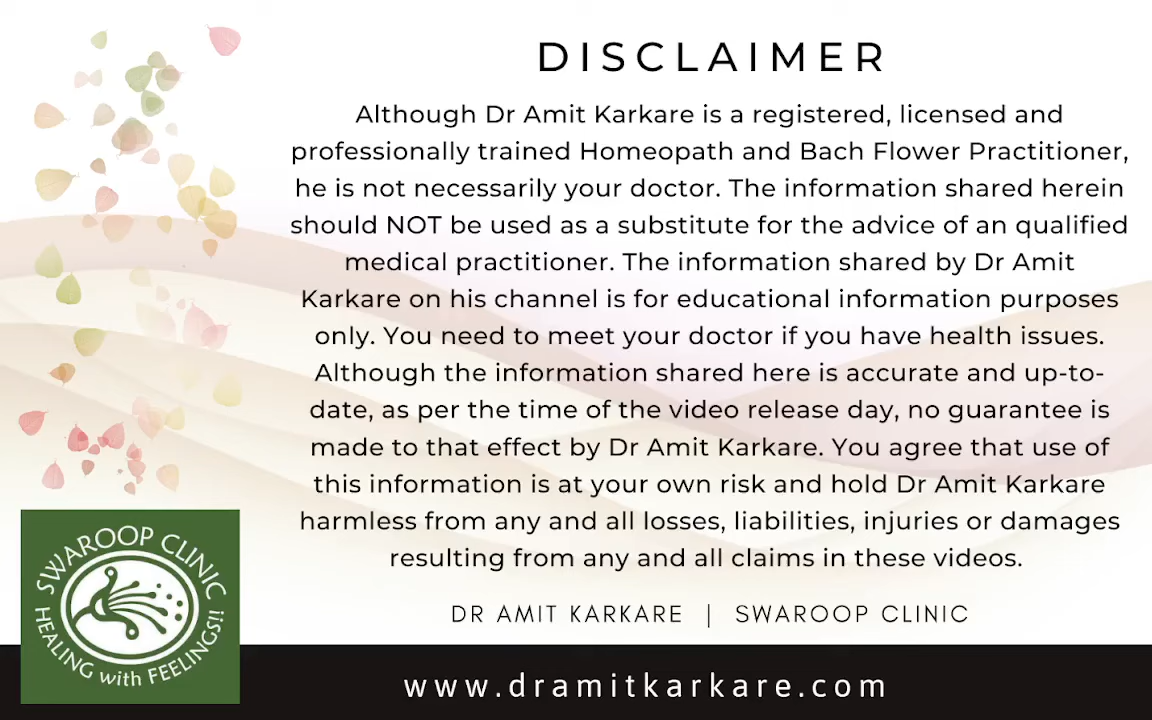 DISCLAIMER
Although Dr Amit Karkare is a registered, licensed and
professionally trained Homeopath and Bach Flower Practitioner,
he is not necessarily your doctor. The information shared herein
should NOT be used as a substitute for the advice of an qualified
medical practitioner. The information shared by Dr Amit
Karkare on his channel is for educational information purposes
only. You need to meet your doctor if you have health issues.
Although the information shared here is accurate and up-to-
date, as per the time of the video release day, no guarantee is
made to that effect by Dr Amit Karkare. You agree that use of
this information is at your own risk and hold Dr Amit Karkare
harmless from any and all losses, liabilities, injuries or damages
resulting from any and all claims in these videos.
DR AMIT KARKARE | SWAROOP CLINIC
SWAROOP CLINIC
HEALING with FEELINGS!!
www.dramitkarkare.com